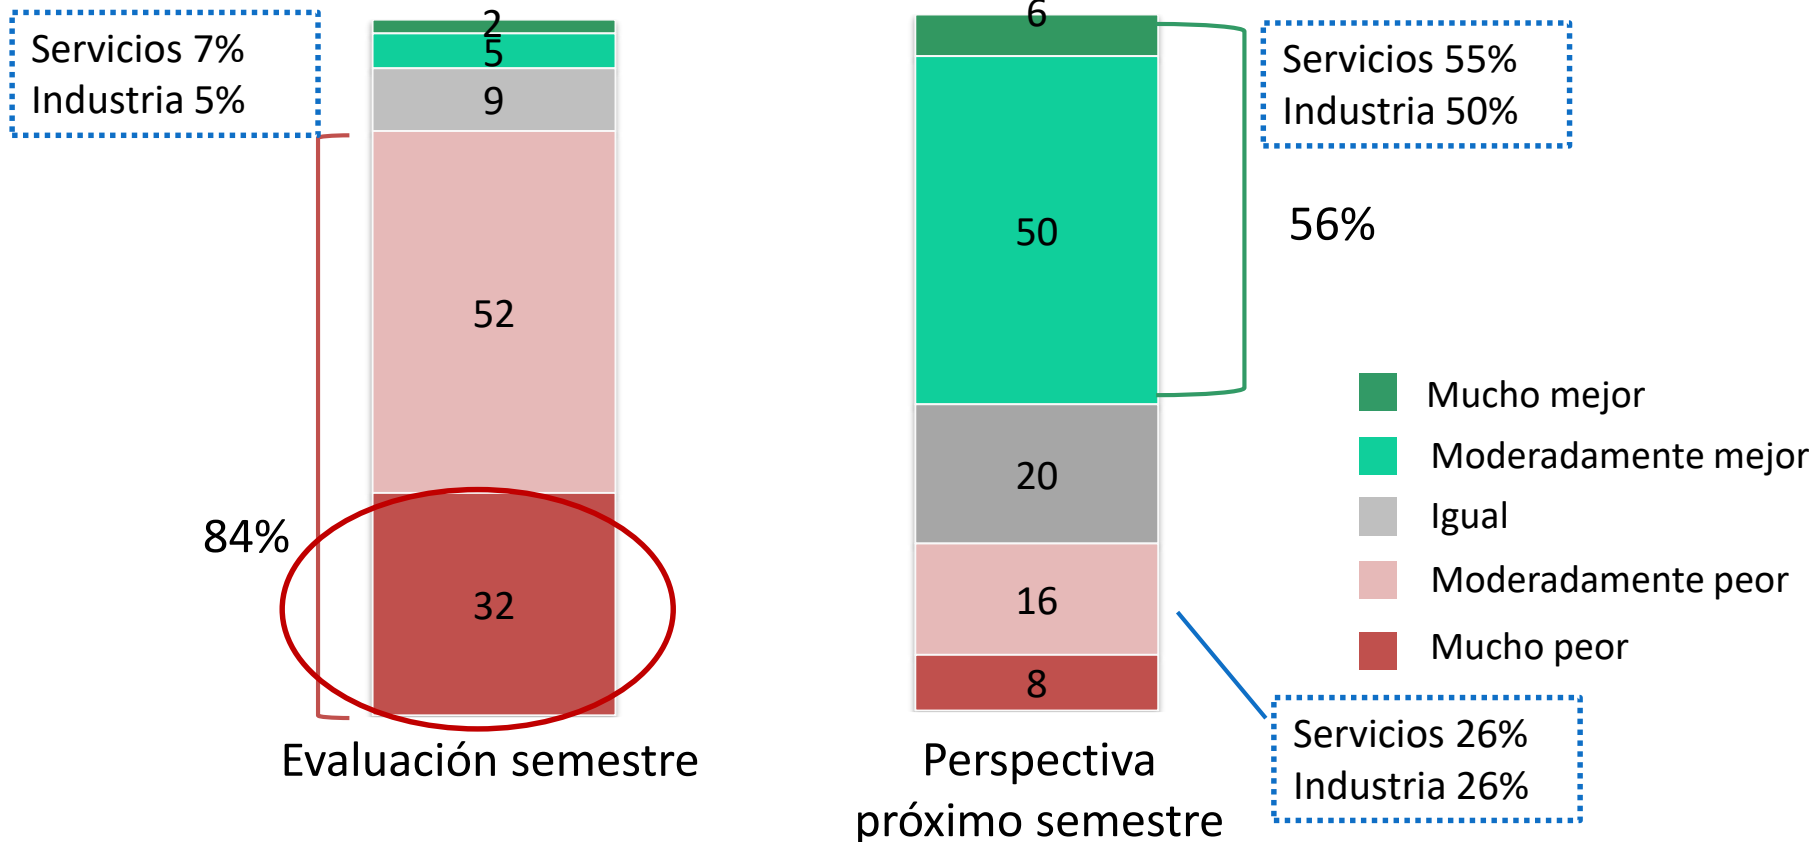 Servicios 7%
Industria 5%
2
5
9
52
32
84%
Evaluación semestre
6
50
20
16
8
Perspectiva
próximo semestre
Servicios 55%
Industria 50%
56%
Mucho mejor
Moderadamente mejor
Igual
Moderadamente peor
Mucho peor
Servicios 26%
Industria 26%